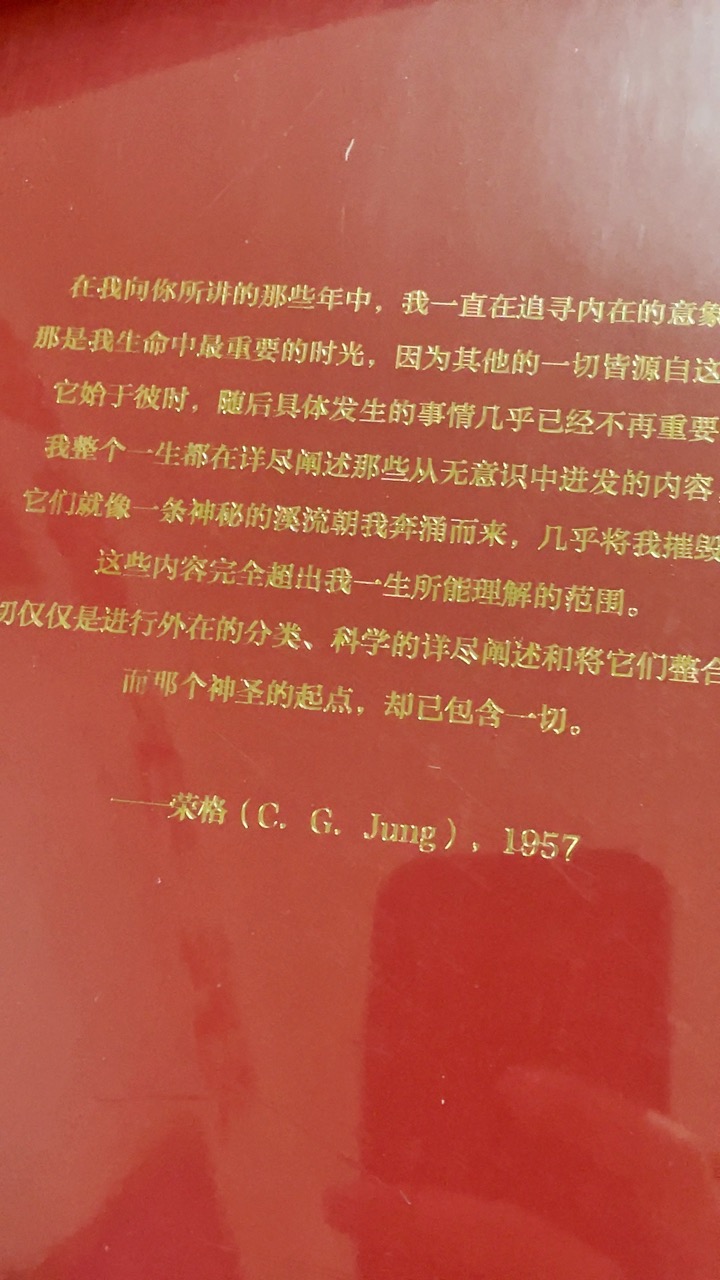 在我向你所讲的那些年中，我一直在追寻内在的意象
那是我生命中最重要的时光，因为其他的一切皆源自这
它始于彼时，随后具体发生的事情几乎已经不再重要
我整个一生都在详尽阐述那些从无意识中迸发的内容
它们就像一条神秘的溪流朝我奔涌而来，几乎将我摧毁
这些内容完全超出我一生所能理解的范围。
切仅仅是进行外在的分类、科学的详尽阐述和将它们整合
而那个神圣的起点，却已包含一切。
——荣格（C. G. Jung），1957